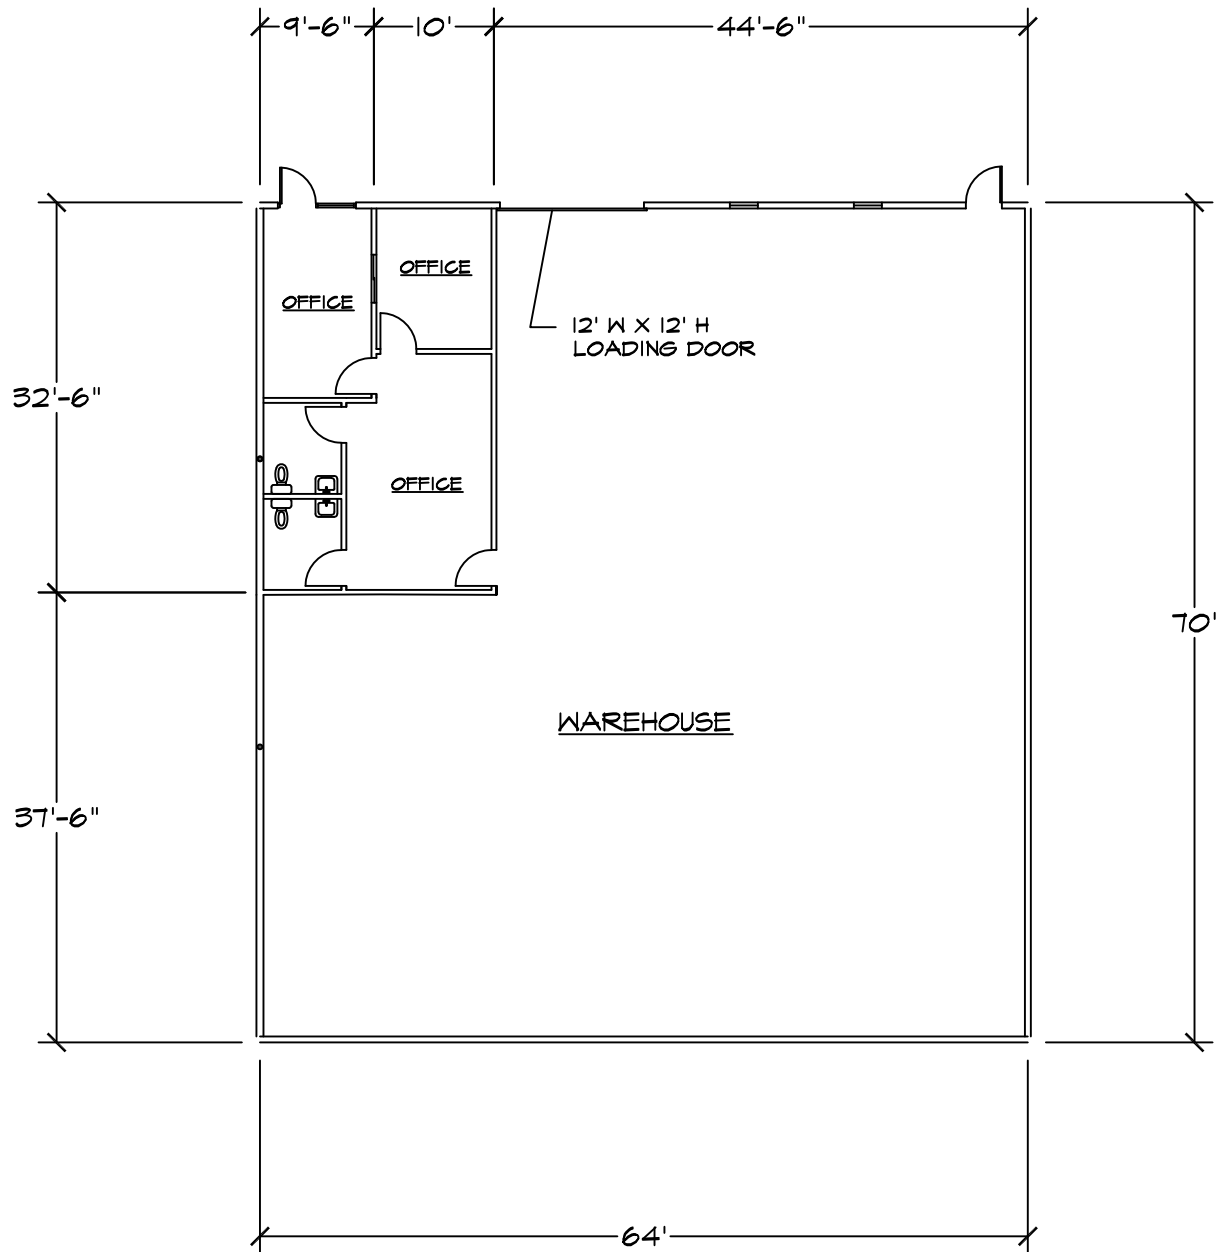 9'-6"
10'
44'-6"
OFFICE
OFFICE
12' W X 12' H
LOADING DOOR
32'-6"
OFFICE
70'
WAREHOUSE
37'-6"
64'